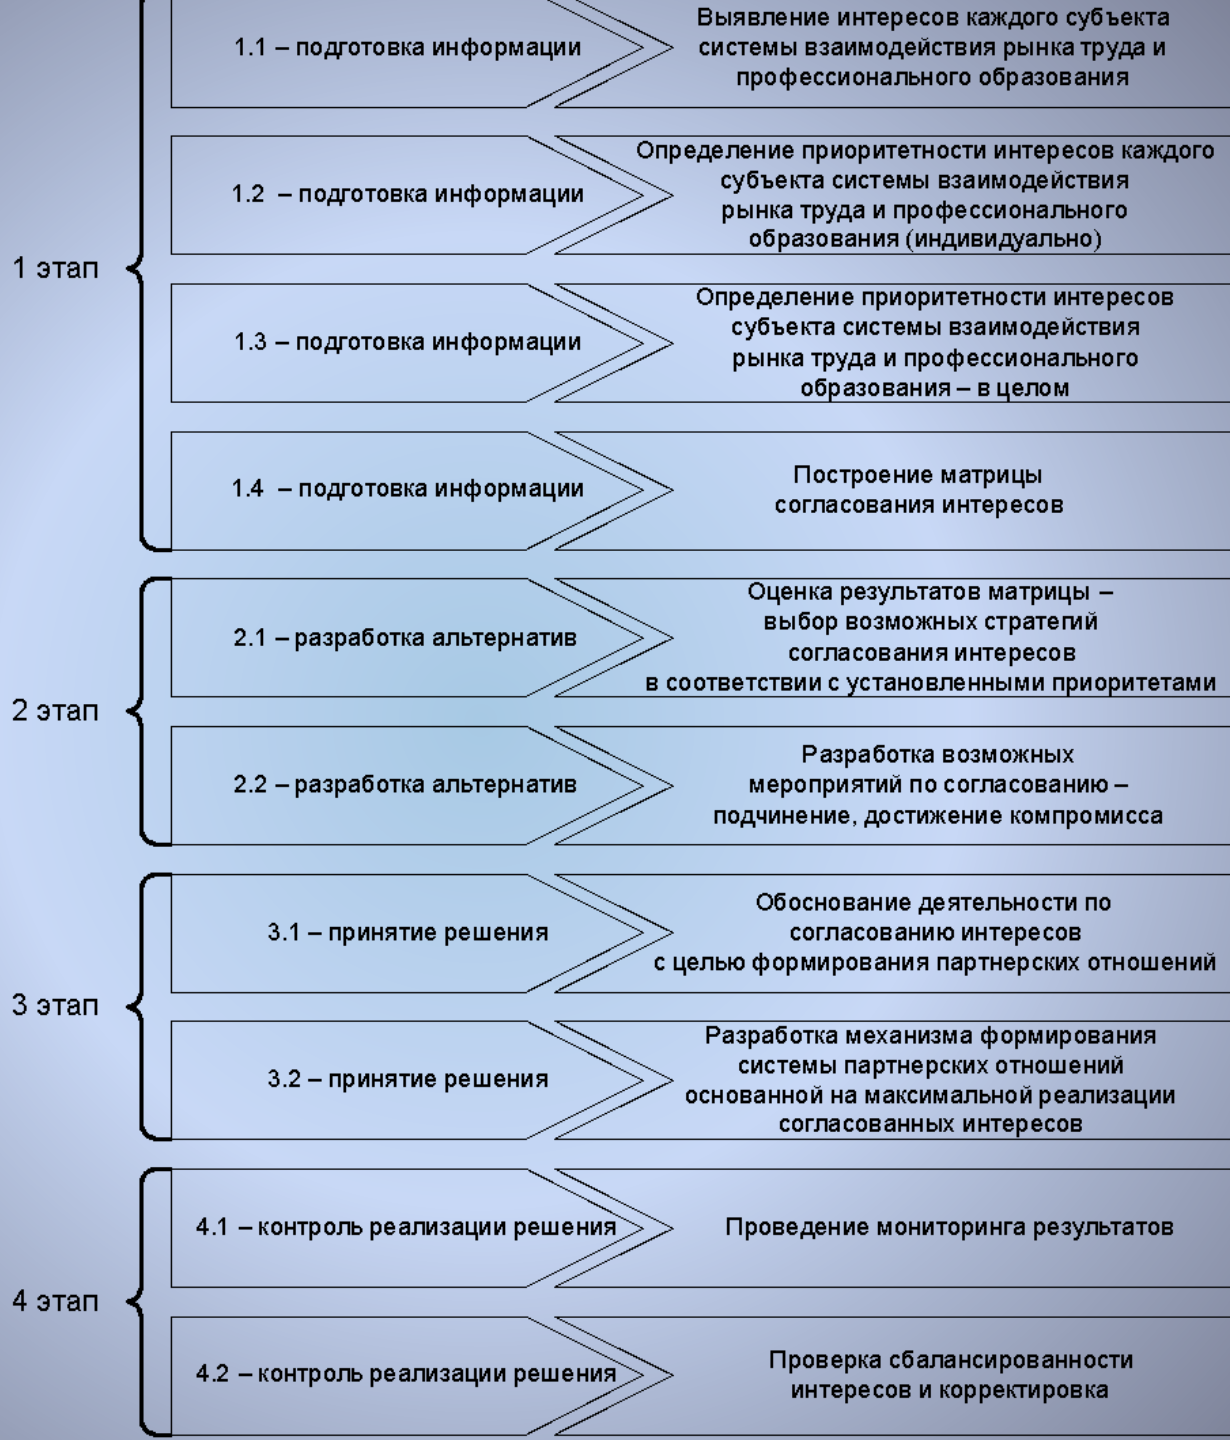 1.1 – подготовка информации
Выявление интересов каждого субъекта
системы взаимодействия рынка труда и
профессионального образования
1 этап
1.2 – подготовка информации
Определение приоритетности интересов каждого
субъекта системы взаимодействия
рынка труда и профессионального
образования (индивидуально)
1.3 – подготовка информации
Определение приоритетности интересов
субъекта системы взаимодействия
рынка труда и профессионального
образования – в целом
1.4 – подготовка информации
Построение матрицы
согласования интересов
2 этап
2.1 – разработка альтернатив
Оценка результатов матрицы –
выбор возможных стратегий
согласования интересов
в соответствии с установленными приоритетами
2.2 – разработка альтернатив
Разработка возможных
мероприятий по согласованию –
подчинение, достижение компромисса
3 этап
3.1 – принятие решения
Обоснование деятельности по
согласованию интересов
с целью формирования партнерских отношений
3.2 – принятие решения
Разработка механизма формирования
системы партнерских отношений
основанной на максимальной реализации
согласованных интересов
4 этап
4.1 – контроль реализации решения
Проведение мониторинга результатов
4.2 – контроль реализации решения
Проверка сбалансированности
интересов и корректировка